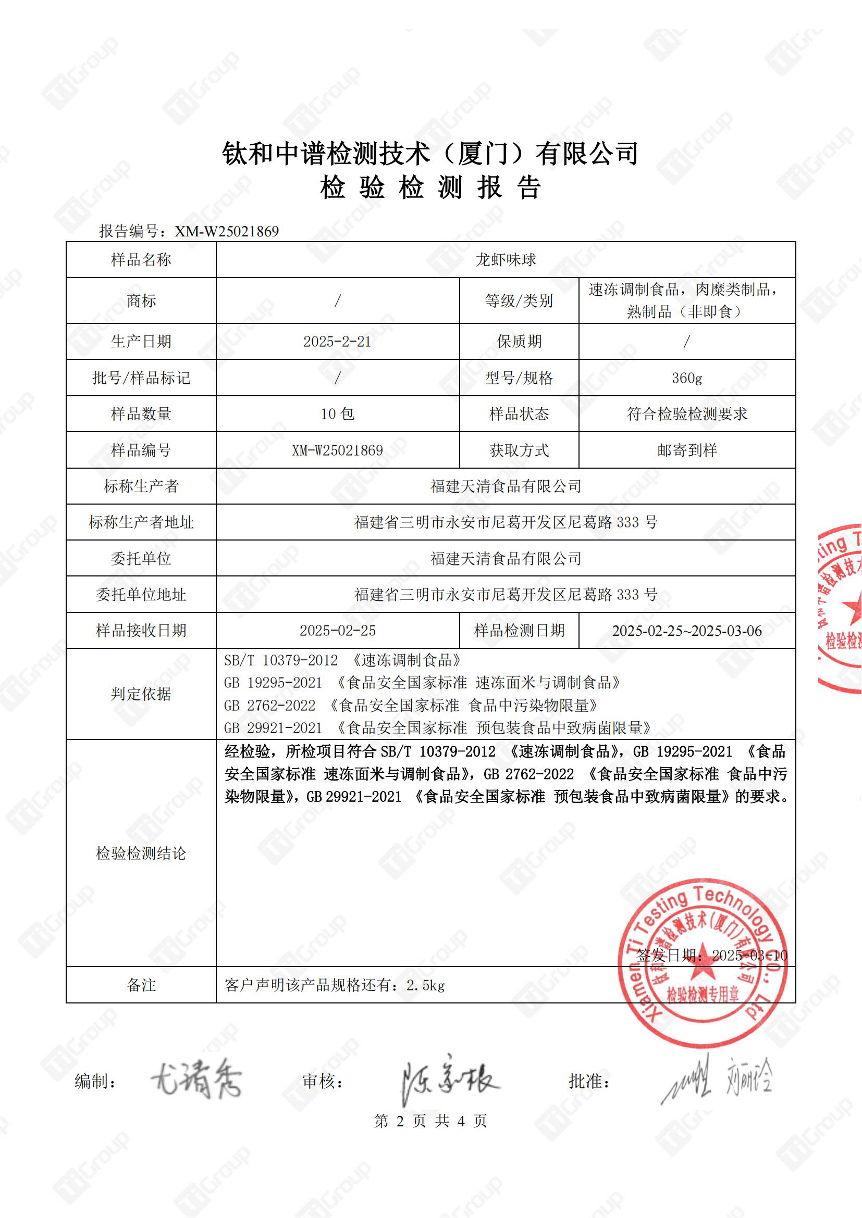 钛和中谱检测技术（厦门）有限公司
检 验 检 测 报 告
报告编号：XM-W25021869
样品名称 龙虾味球
商标 / 等级/类别 速冻调制食品，肉糜类制品，
熟制品（非即食）
生产日期 2025-2-21 保质期 /
批号/样品标记 / 型号/规格 360g
样品数量 10 包 样品状态 符合检验检测要求
样品编号 XM-W25021869 获取方式 邮寄到样
标称生产者 福建天清食品有限公司
标称生产者地址 福建省三明市永安市尼葛开发区尼葛路 333 号
委托单位 福建天清食品有限公司
委托单位地址 福建省三明市永安市尼葛开发区尼葛路 333 号
样品接收日期 2025-02-25 样品检测日期 2025-02-25~2025-03-06
判定依据
SB/T 10379-2012 《速冻调制食品》
GB 19295-2021 《食品安全国家标准 速冻面米与调制食品》
GB 2762-2022 《食品安全国家标准 食品中污染物限量》
GB 29921-2021 《食品安全国家标准 预包装食品中致病菌限量》
检验检测结论
经检验，所检项目符合 SB/T 10379-2012 《速冻调制食品》，GB 19295-2021 《食品
安全国家标准 速冻面米与调制食品》，GB 2762-2022 《食品安全国家标准 食品中污
染物限量》，GB 29921-2021 《食品安全国家标准 预包装食品中致病菌限量》的要求。
签发日期：2025-03-10
Xiamen Ti Testing Technology CO., Ltd
钛和中谱检测技术（厦门）有限公司
检验检测专用章
备注 客户声明该产品规格还有：2.5kg
编制： 尤清秀 审核： 批准： 刘丽玲
第 2 页 共 4 页
TiGroup